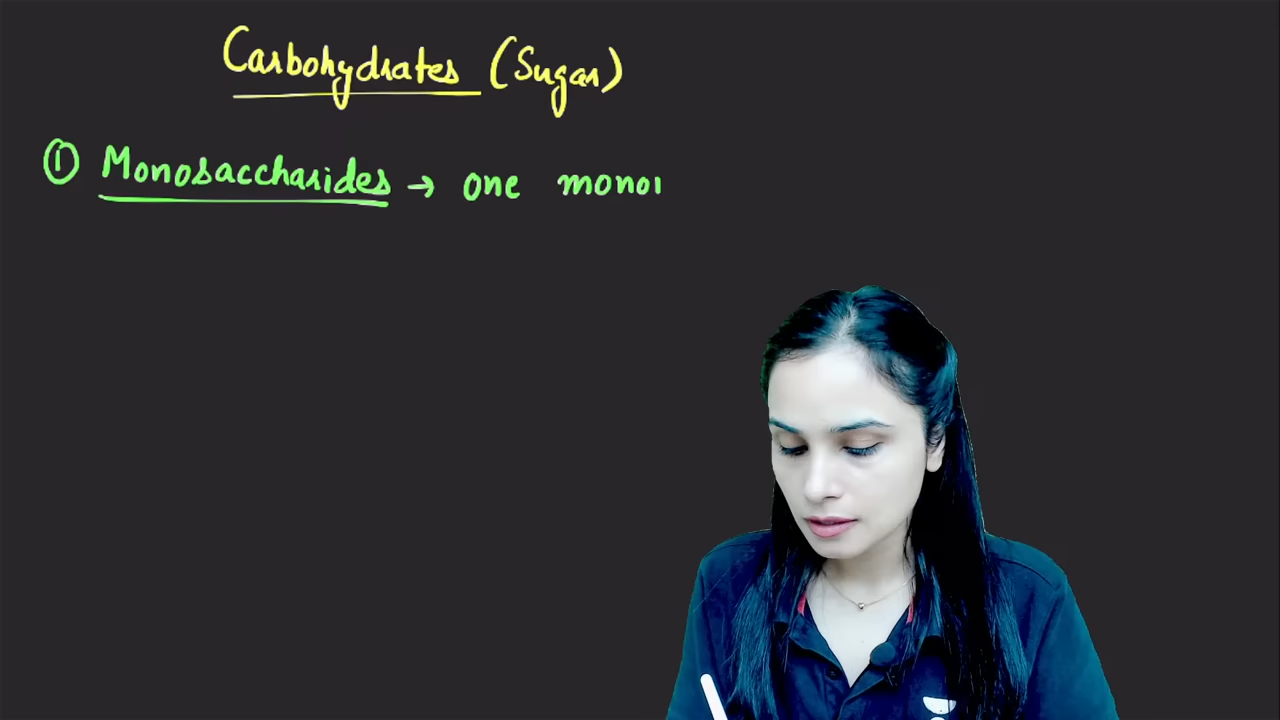 Carbohydrates (Sugar)
① Monosaccharides → one